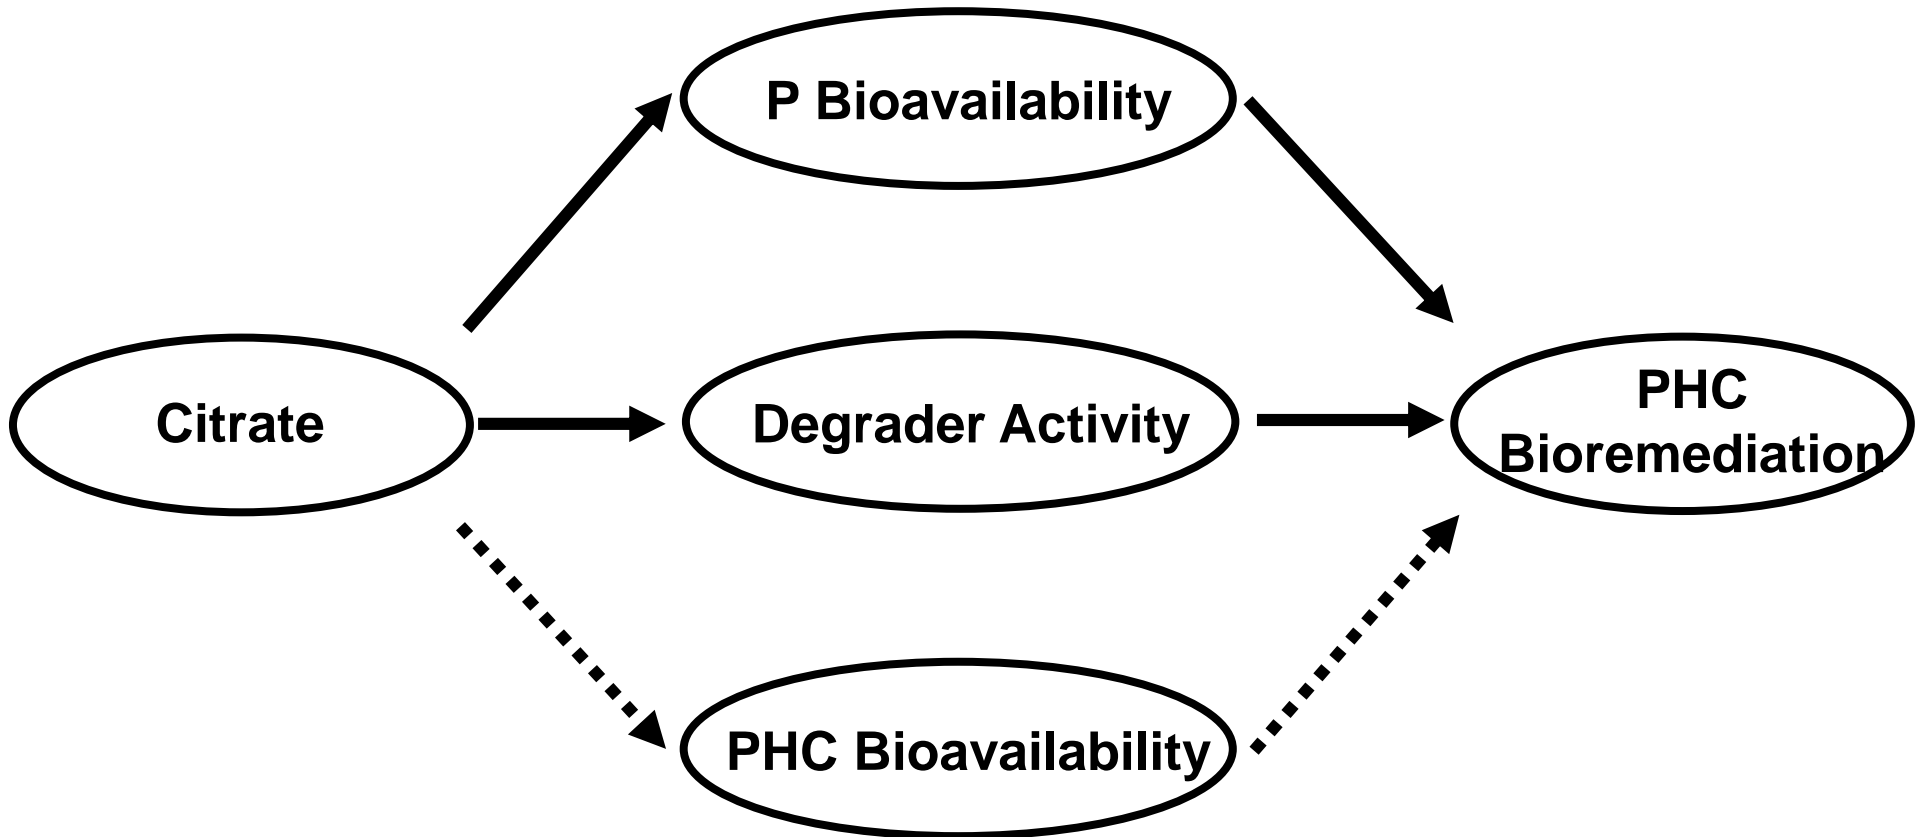 P Bioavailability
Citrate
Degrader Activity
PHC
Bioremediation
PHC Bioavailability